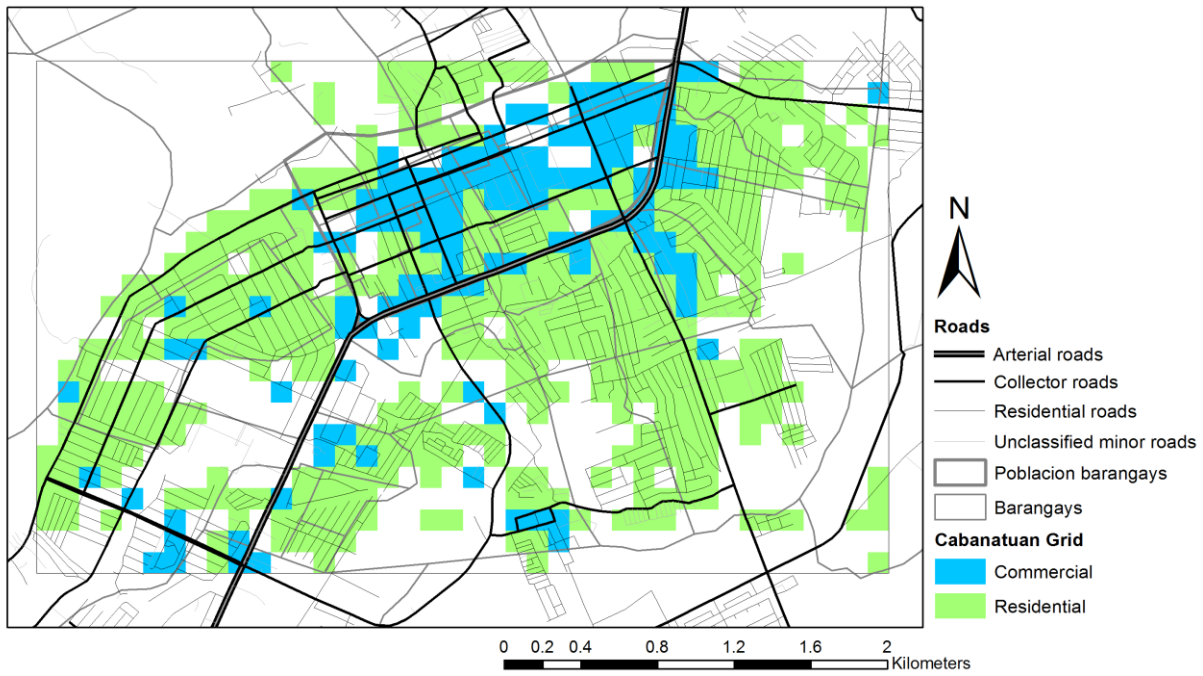 N
Roads
Arterial roads
Collector roads
Residential roads
Unclassified minor roads
Poblacion barangays
Barangays
Cabanatuan Grid
Commercial
Residential
0 0.2 0.4 0.8 1.2 1.6 2
Kilometers